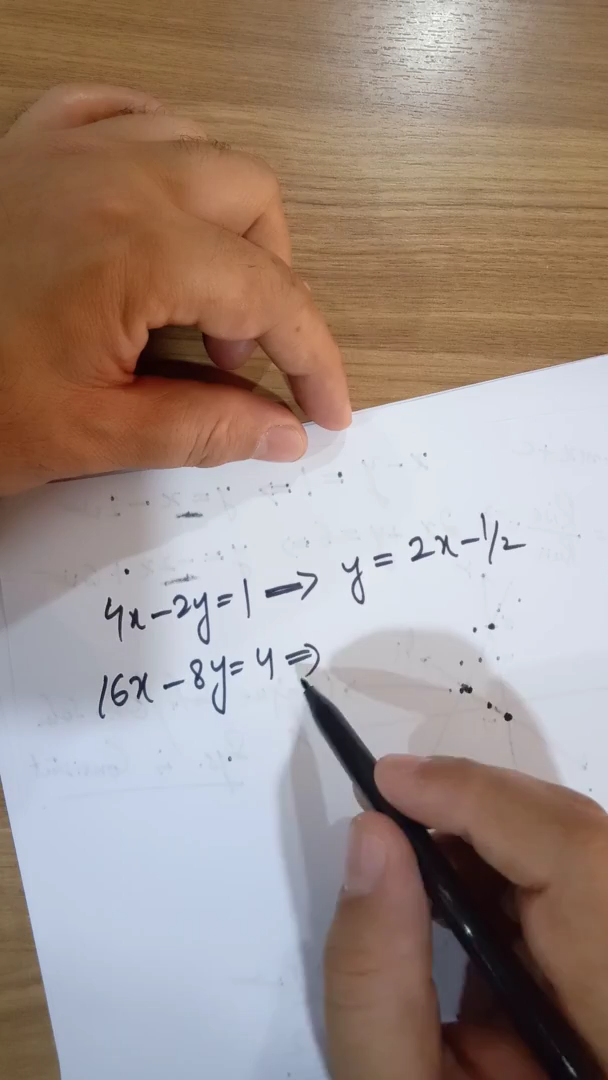 4x-2y=1 → y = 2x-1/2
16x-8y=4 ⇒